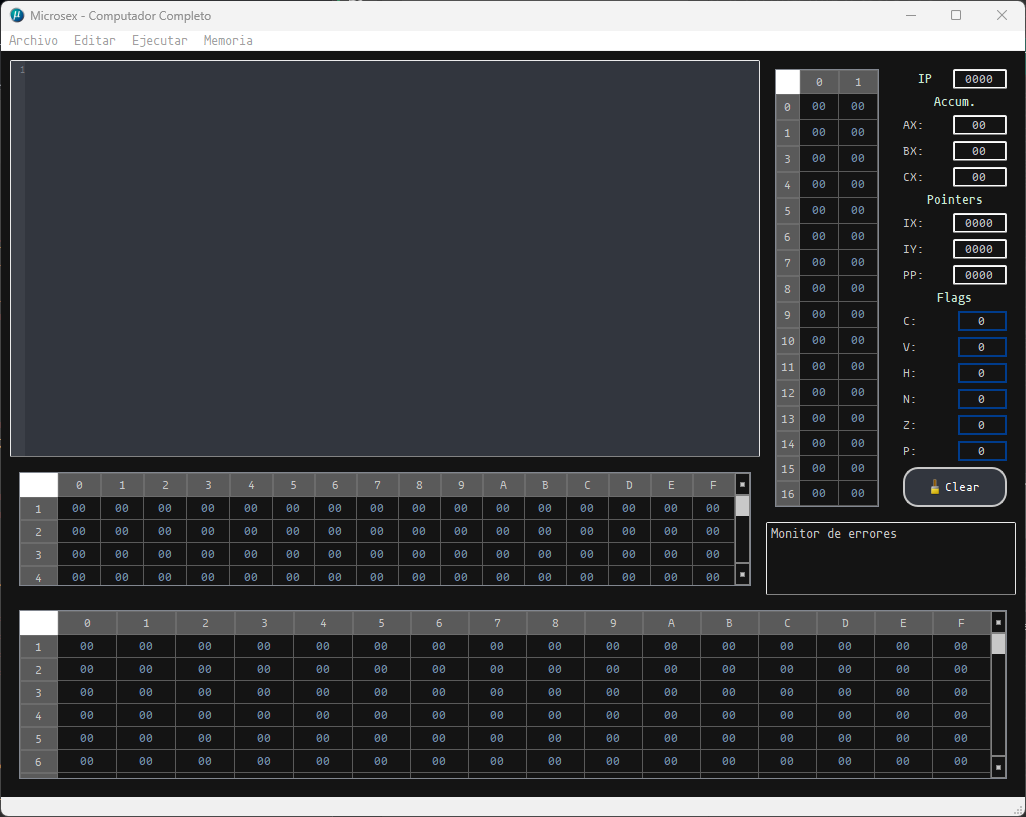 Microsex - Computador Completo
Archivo Editar Ejecutar Memoria
1
0 1
0 00 00
1 00 00
3 00 00
4 00 00
5 00 00
6 00 00
7 00 00
8 00 00
9 00 00
10 00 00
11 00 00
12 00 00
13 00 00
14 00 00
15 00 00
16 00 00
IP 0000
Accum.
AX: 00
BX: 00
CX: 00
Pointers
IX: 0000
IY: 0000
PP: 0000
Flags
C: 0
V: 0
H: 0
N: 0
Z: 0
P: 0
Clear
0 1 2 3 4 5 6 7 8 9 A B C D E F
1 00 00 00 00 00 00 00 00 00 00 00 00 00 00 00 00
2 00 00 00 00 00 00 00 00 00 00 00 00 00 00 00 00
3 00 00 00 00 00 00 00 00 00 00 00 00 00 00 00 00
4 00 00 00 00 00 00 00 00 00 00 00 00 00 00 00 00
Monitor de errores
0 1 2 3 4 5 6 7 8 9 A B C D E F
1 00 00 00 00 00 00 00 00 00 00 00 00 00 00 00 00
2 00 00 00 00 00 00 00 00 00 00 00 00 00 00 00 00
3 00 00 00 00 00 00 00 00 00 00 00 00 00 00 00 00
4 00 00 00 00 00 00 00 00 00 00 00 00 00 00 00 00
5 00 00 00 00 00 00 00 00 00 00 00 00 00 00 00 00
6 00 00 00 00 00 00 00 00 00 00 00 00 00 00 00 00